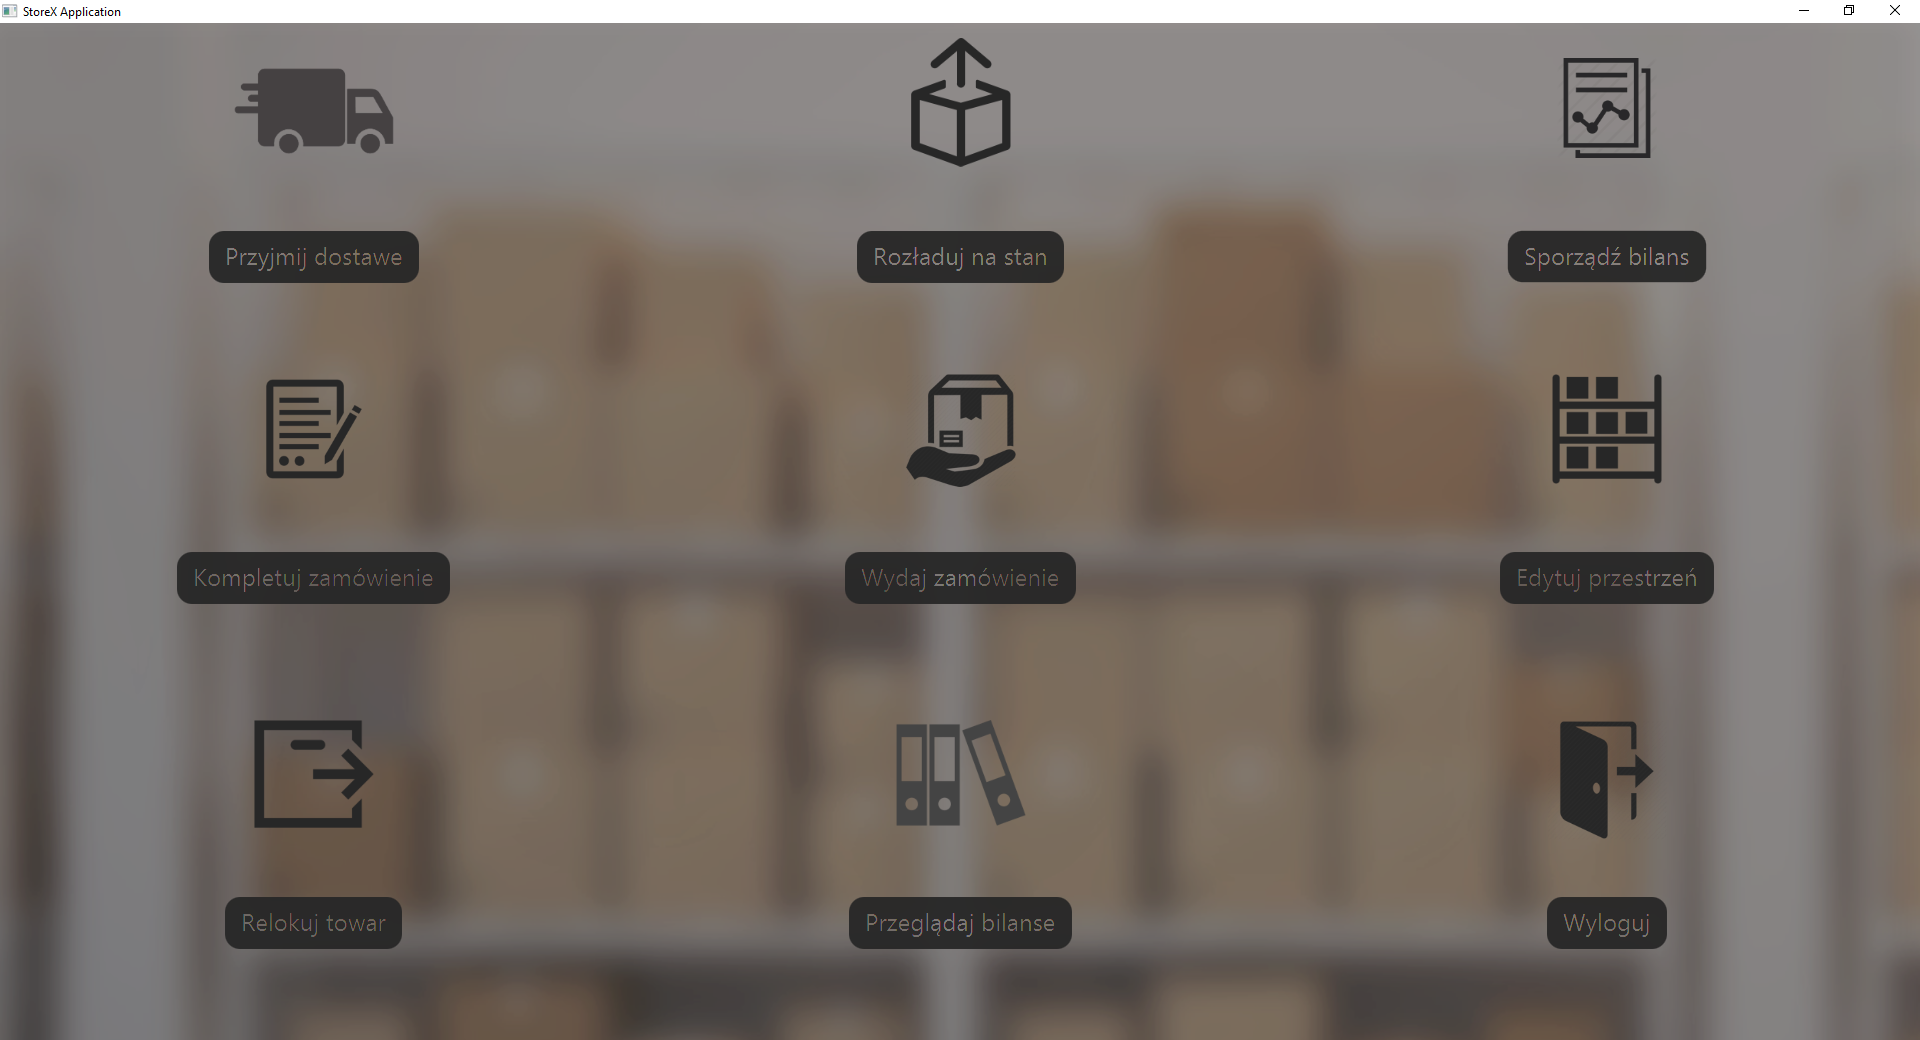 StoreX Application
Przyjmij dostawe
Rozładuj na stan
Sporządź bilans
Kompletuj zamówienie
Wydaj zamówienie
Edytuj przestrzeń
Relokuj towar
Przeglądaj bilanse
Wyloguj